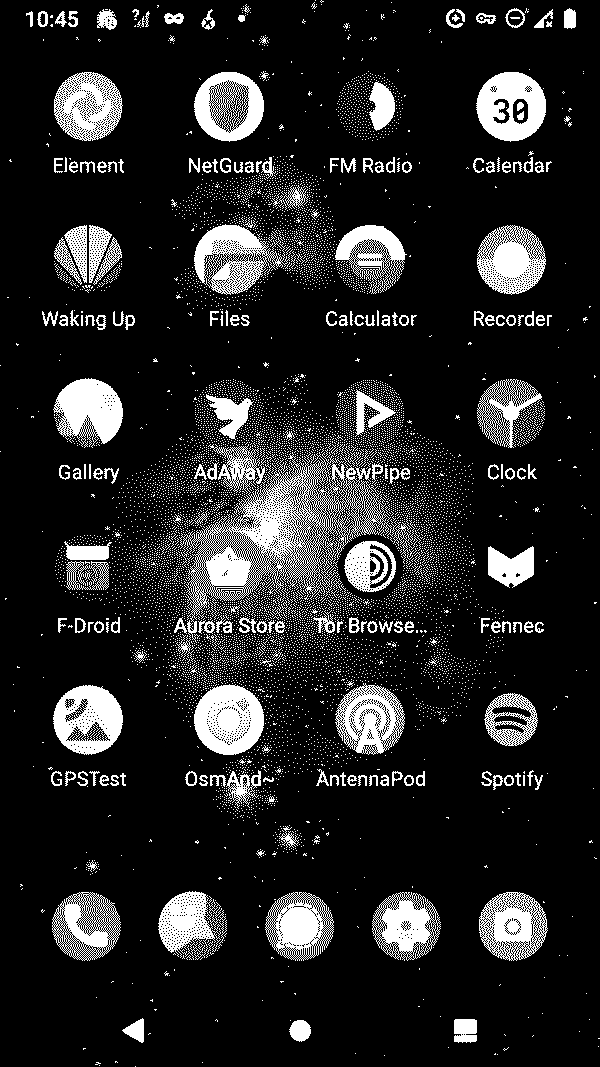 10:45
Element NetGuard FM Radio Calendar
30
Waking Up Files Calculator Recorder
Gallery AdAway NewPipe Clock
F-Droid Aurora Store Tor Browse... Fennec
GPSTest OsmAnd~ AntennaPod Spotify